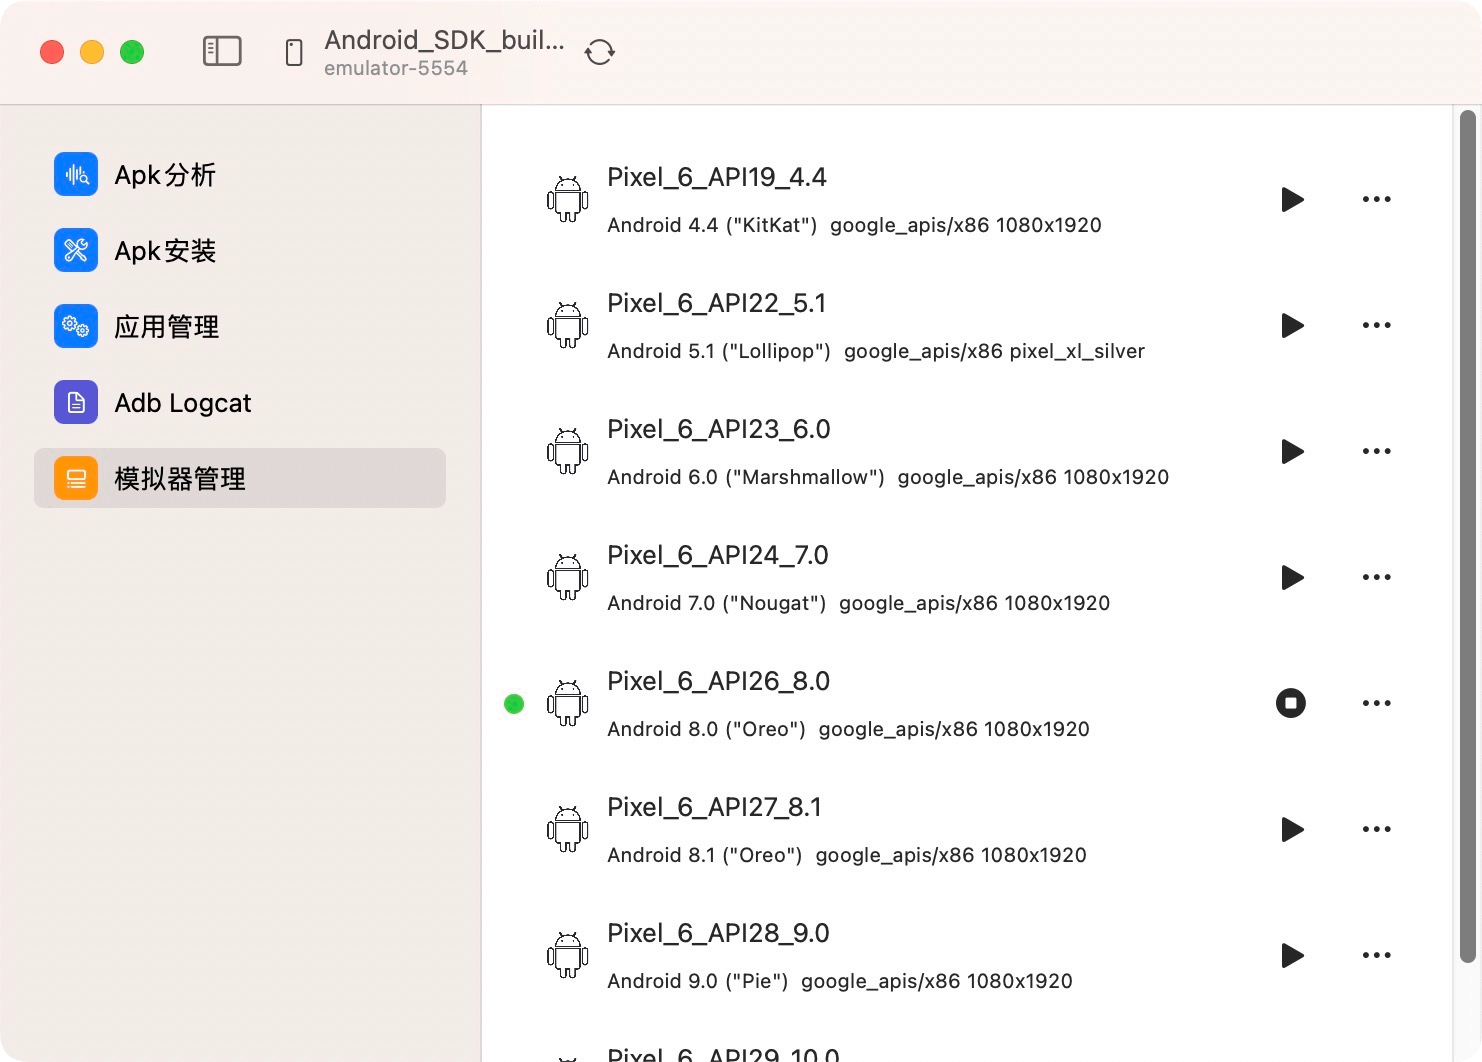 Android_SDK_buil...
emulator-5554
Apk分析
Apk安装
应用管理
Adb Logcat
模拟器管理
Pixel_6_API19_4.4
Android 4.4 ("KitKat")  google_apis/x86 1080x1920
Pixel_6_API22_5.1
Android 5.1 ("Lollipop")  google_apis/x86 pixel_xl_silver
Pixel_6_API23_6.0
Android 6.0 ("Marshmallow")  google_apis/x86 1080x1920
Pixel_6_API24_7.0
Android 7.0 ("Nougat")  google_apis/x86 1080x1920
Pixel_6_API26_8.0
Android 8.0 ("Oreo")  google_apis/x86 1080x1920
Pixel_6_API27_8.1
Android 8.1 ("Oreo")  google_apis/x86 1080x1920
Pixel_6_API28_9.0
Android 9.0 ("Pie")  google_apis/x86 1080x1920
Pixel_6_API29_10.0